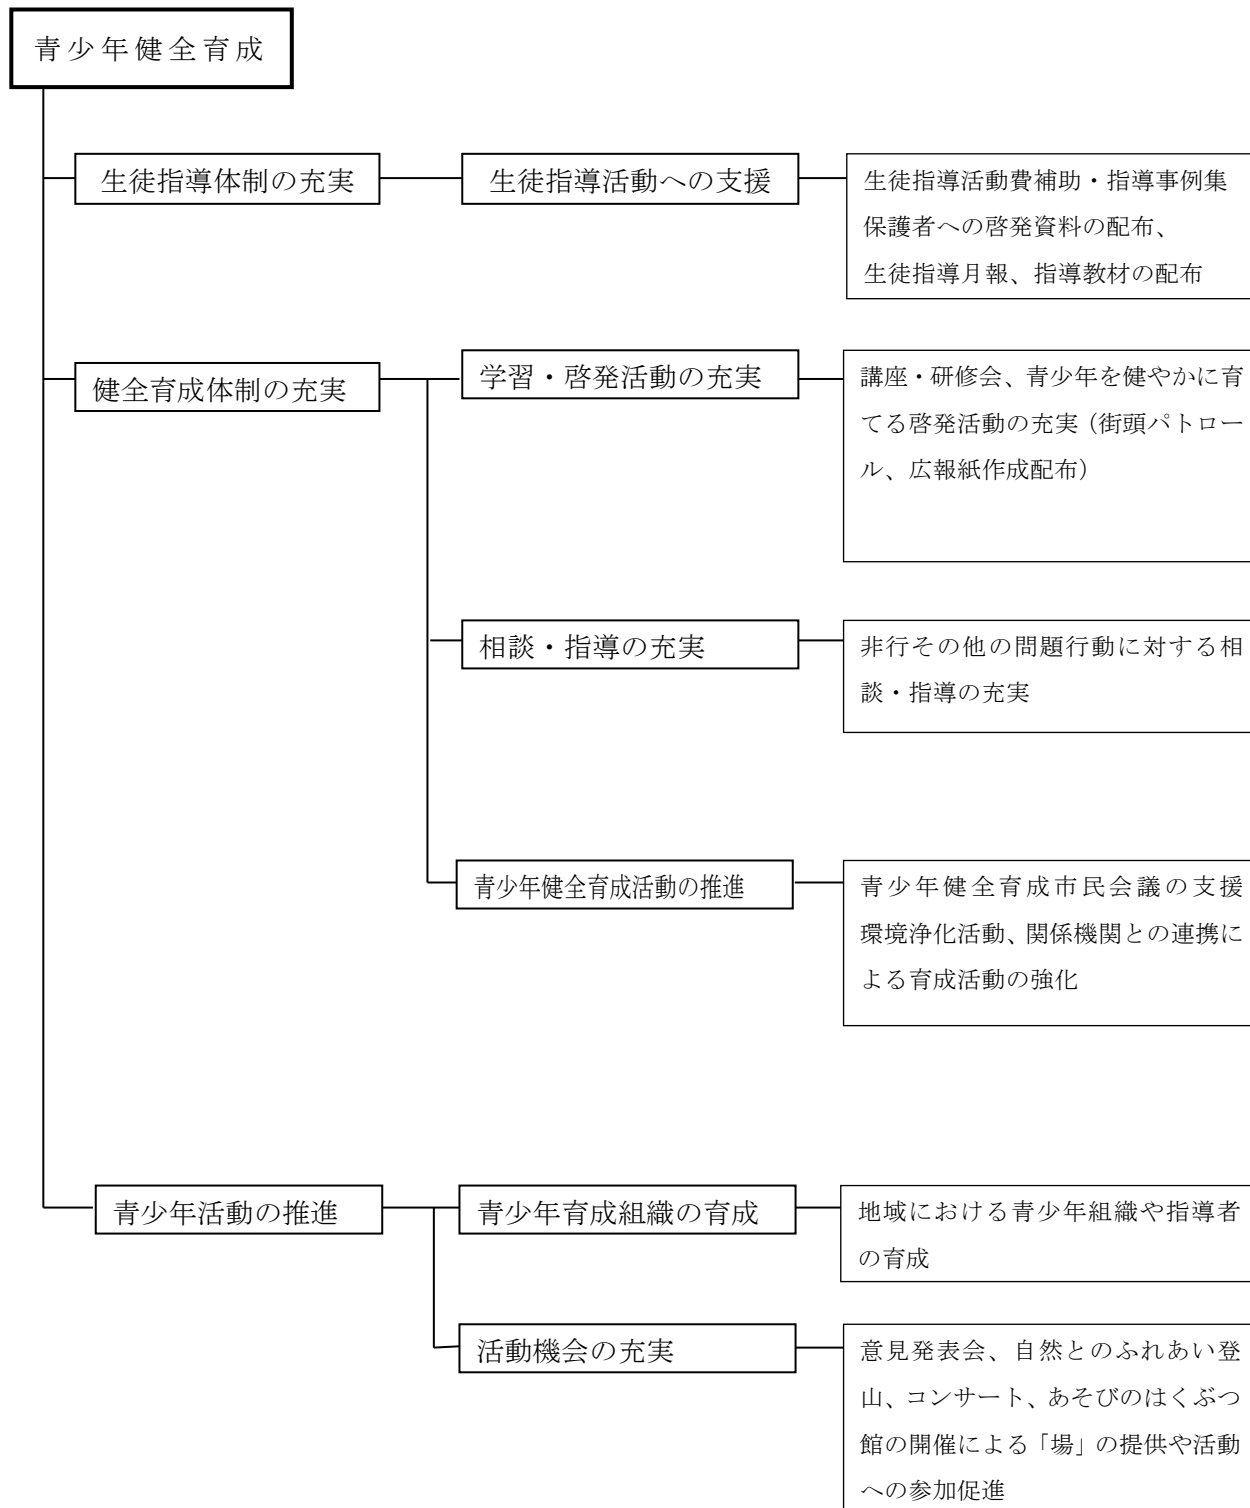 青少年健全育成
生徒指導体制の充実
生徒指導活動への支援
生徒指導活動費補助・指導事例集
保護者への啓発資料の配布、
生徒指導月報、指導教材の配布
健全育成体制の充実
学習・啓発活動の充実
講座・研修会、青少年を健やかに育
てる啓発活動の充実（街頭パトロー
ル、広報紙作成配布）
相談・指導の充実
非行その他の問題行動に対する相
談・指導の充実
青少年健全育成活動の推進
青少年健全育成市民会議の支援
環境浄化活動、関係機関との連携に
よる育成活動の強化
青少年活動の推進
青少年育成組織の育成
地域における青少年組織や指導者
の育成
活動機会の充実
意見発表会、自然とのふれあい登
山、コンサート、あそびのはくぶつ
館の開催による「場」の提供や活動
への参加促進